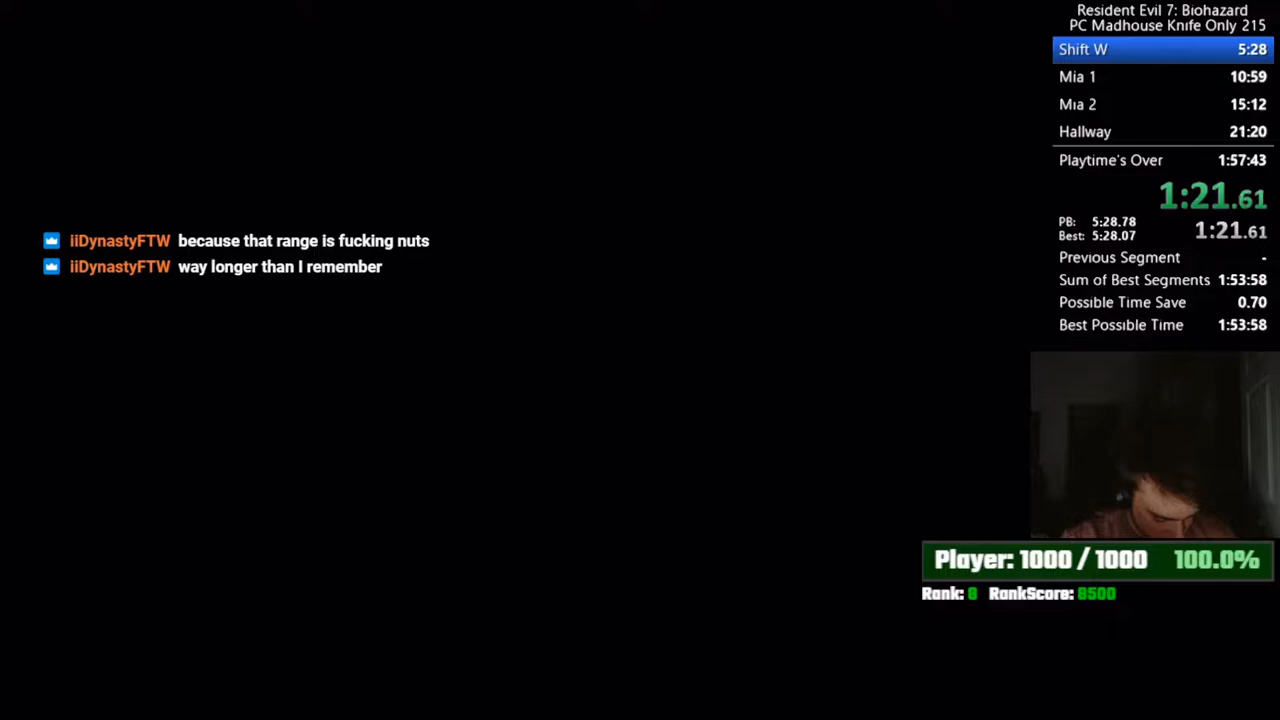 Resident Evil 7: Biohazard
PC Madhouse Knife Only 215
Shift W 5:28
Mia 1 10:59
Mia 2 15:12
Hallway 21:20
Playtime's Over 1:57:43
1:21.61
PB: 5:28.78
Best: 5:28.07 1:21.61
Previous Segment -
Sum of Best Segments 1:53:58
Possible Time Save 0.70
Best Possible Time 1:53:58
iiDynastyFTW because that range is fucking nuts
iiDynastyFTW way longer than I remember
Player: 1000 / 1000 100.0%
Rank: 8 RankScore: 8500